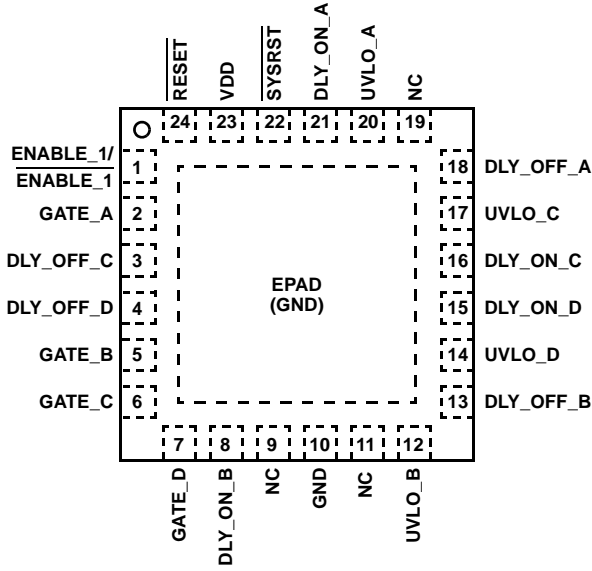 RESET
VDD
SYSRST
DLY_ON_A
UVLO_A
NC
24
23
22
21
20
19
ENABLE_1/
ENABLE_1
1
18
DLY_OFF_A
GATE_A
2
17
UVLO_C
DLY_OFF_C
3
16
DLY_ON_C
EPAD
(GND)
DLY_OFF_D
4
15
DLY_ON_D
GATE_B
5
14
UVLO_D
GATE_C
6
13
DLY_OFF_B
7
8
9
10
11
12
GATE_D
DLY_ON_B
NC
GND
NC
UVLO_B